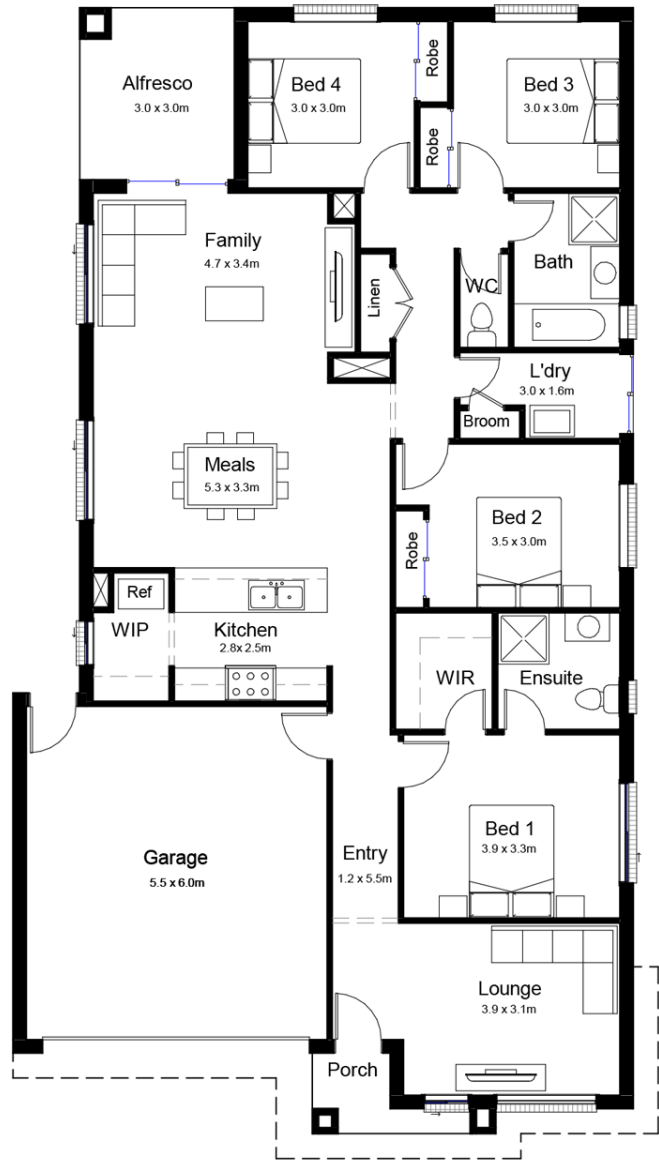 Alfresco
3.0 x 3.0m
Bed 4
3.0 x 3.0m
Robe
Bed 3
3.0 x 3.0m
Robe
Family
4.7 x 3.4m
Linen
WC
Bath
L'dry
3.0 x 1.6m
Broom
Meals
5.3 x 3.3m
Bed 2
3.5 x 3.0m
Robe
Ref
WIP
Kitchen
2.8x 2.5m
WIR
Ensuite
Bed 1
3.9 x 3.3m
Garage
5.5 x 6.0m
Entry
1.2 x 5.5m
Lounge
3.9 x 3.1m
Porch